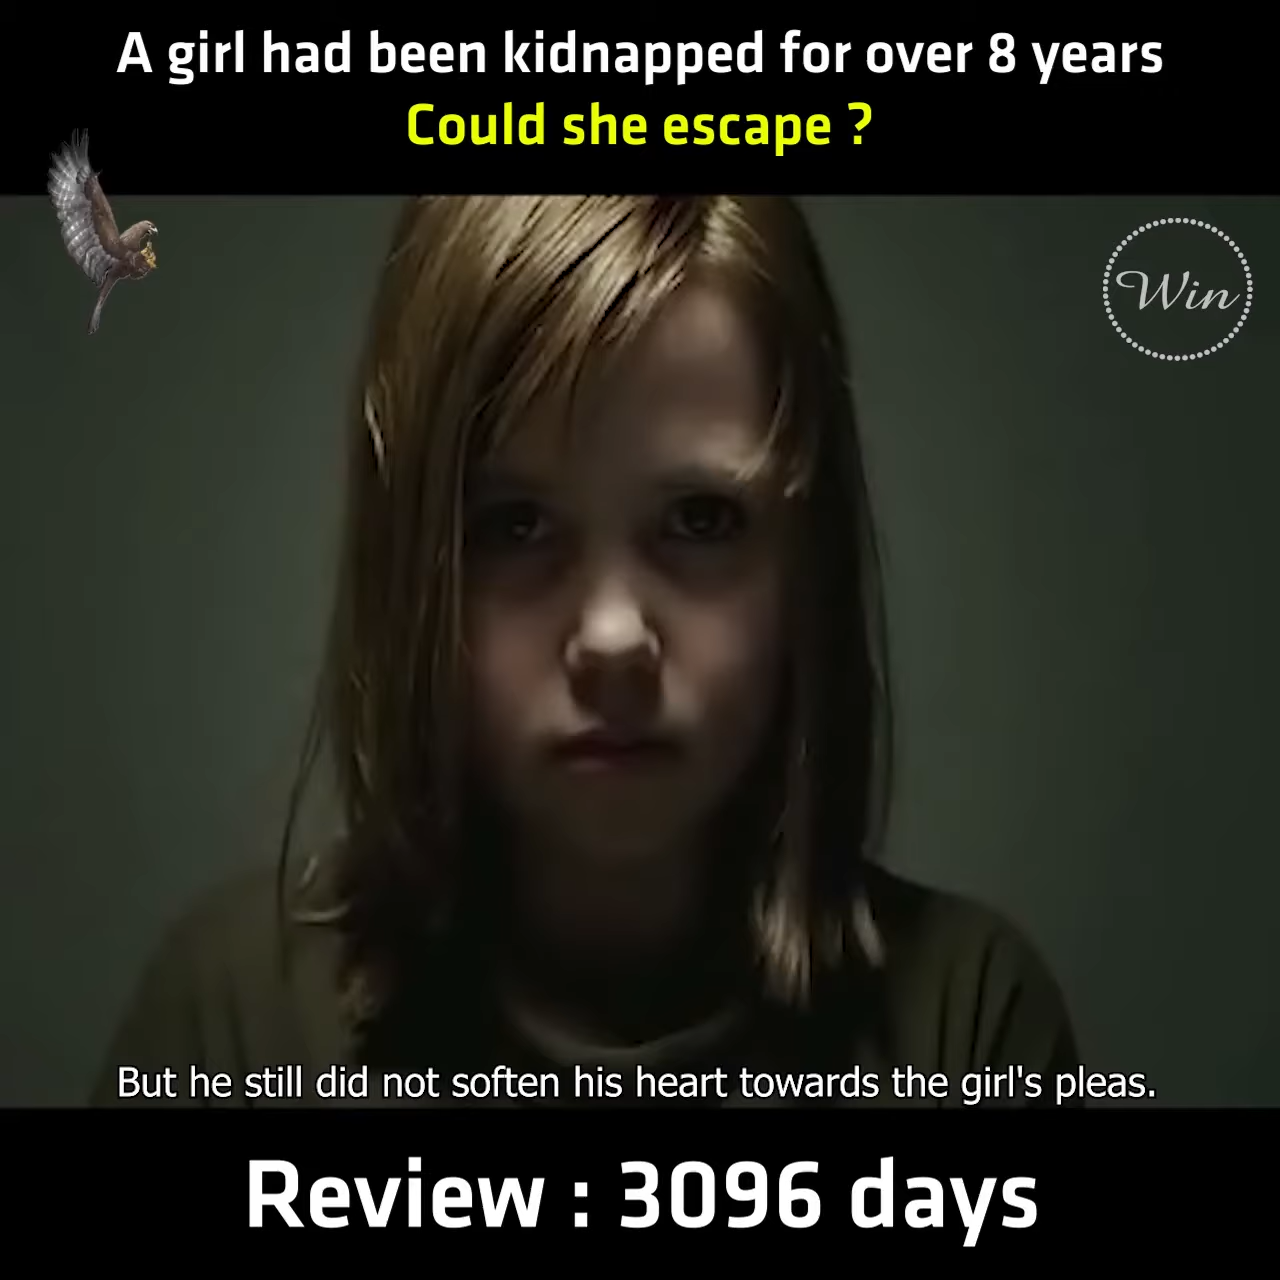 A girl had been kidnapped for over 8 years
Could she escape ?
Win
But he still did not soften his heart towards the girl's pleas.
Review : 3096 days